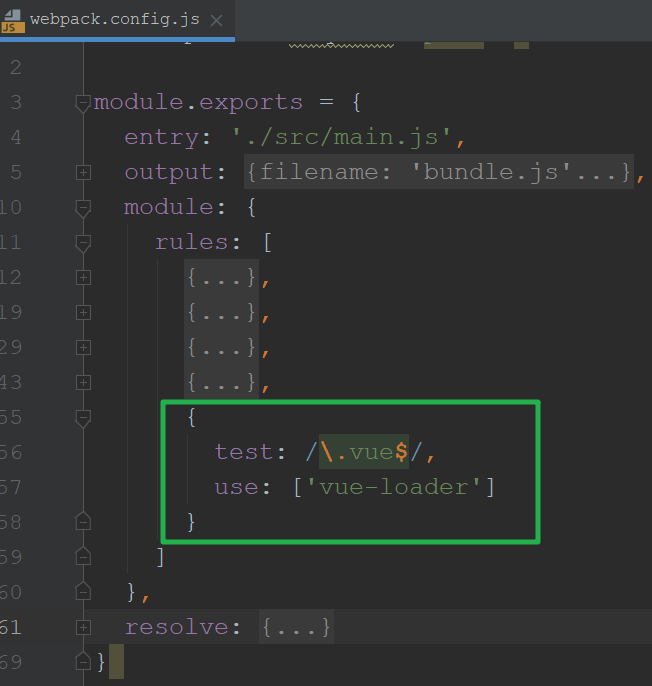 JS webpack.config.js
2
3 module.exports = {
4 entry: './src/main.js',
5 output: {filename: 'bundle.js'...},
10 module: {
11 rules: [
12 {...},
19 {...},
29 {...},
43 {...},
55 {
56 test: /\.vue$/,
57 use: ['vue-loader']
58 }
59 ]
60 },
61 resolve: {...}
69 }